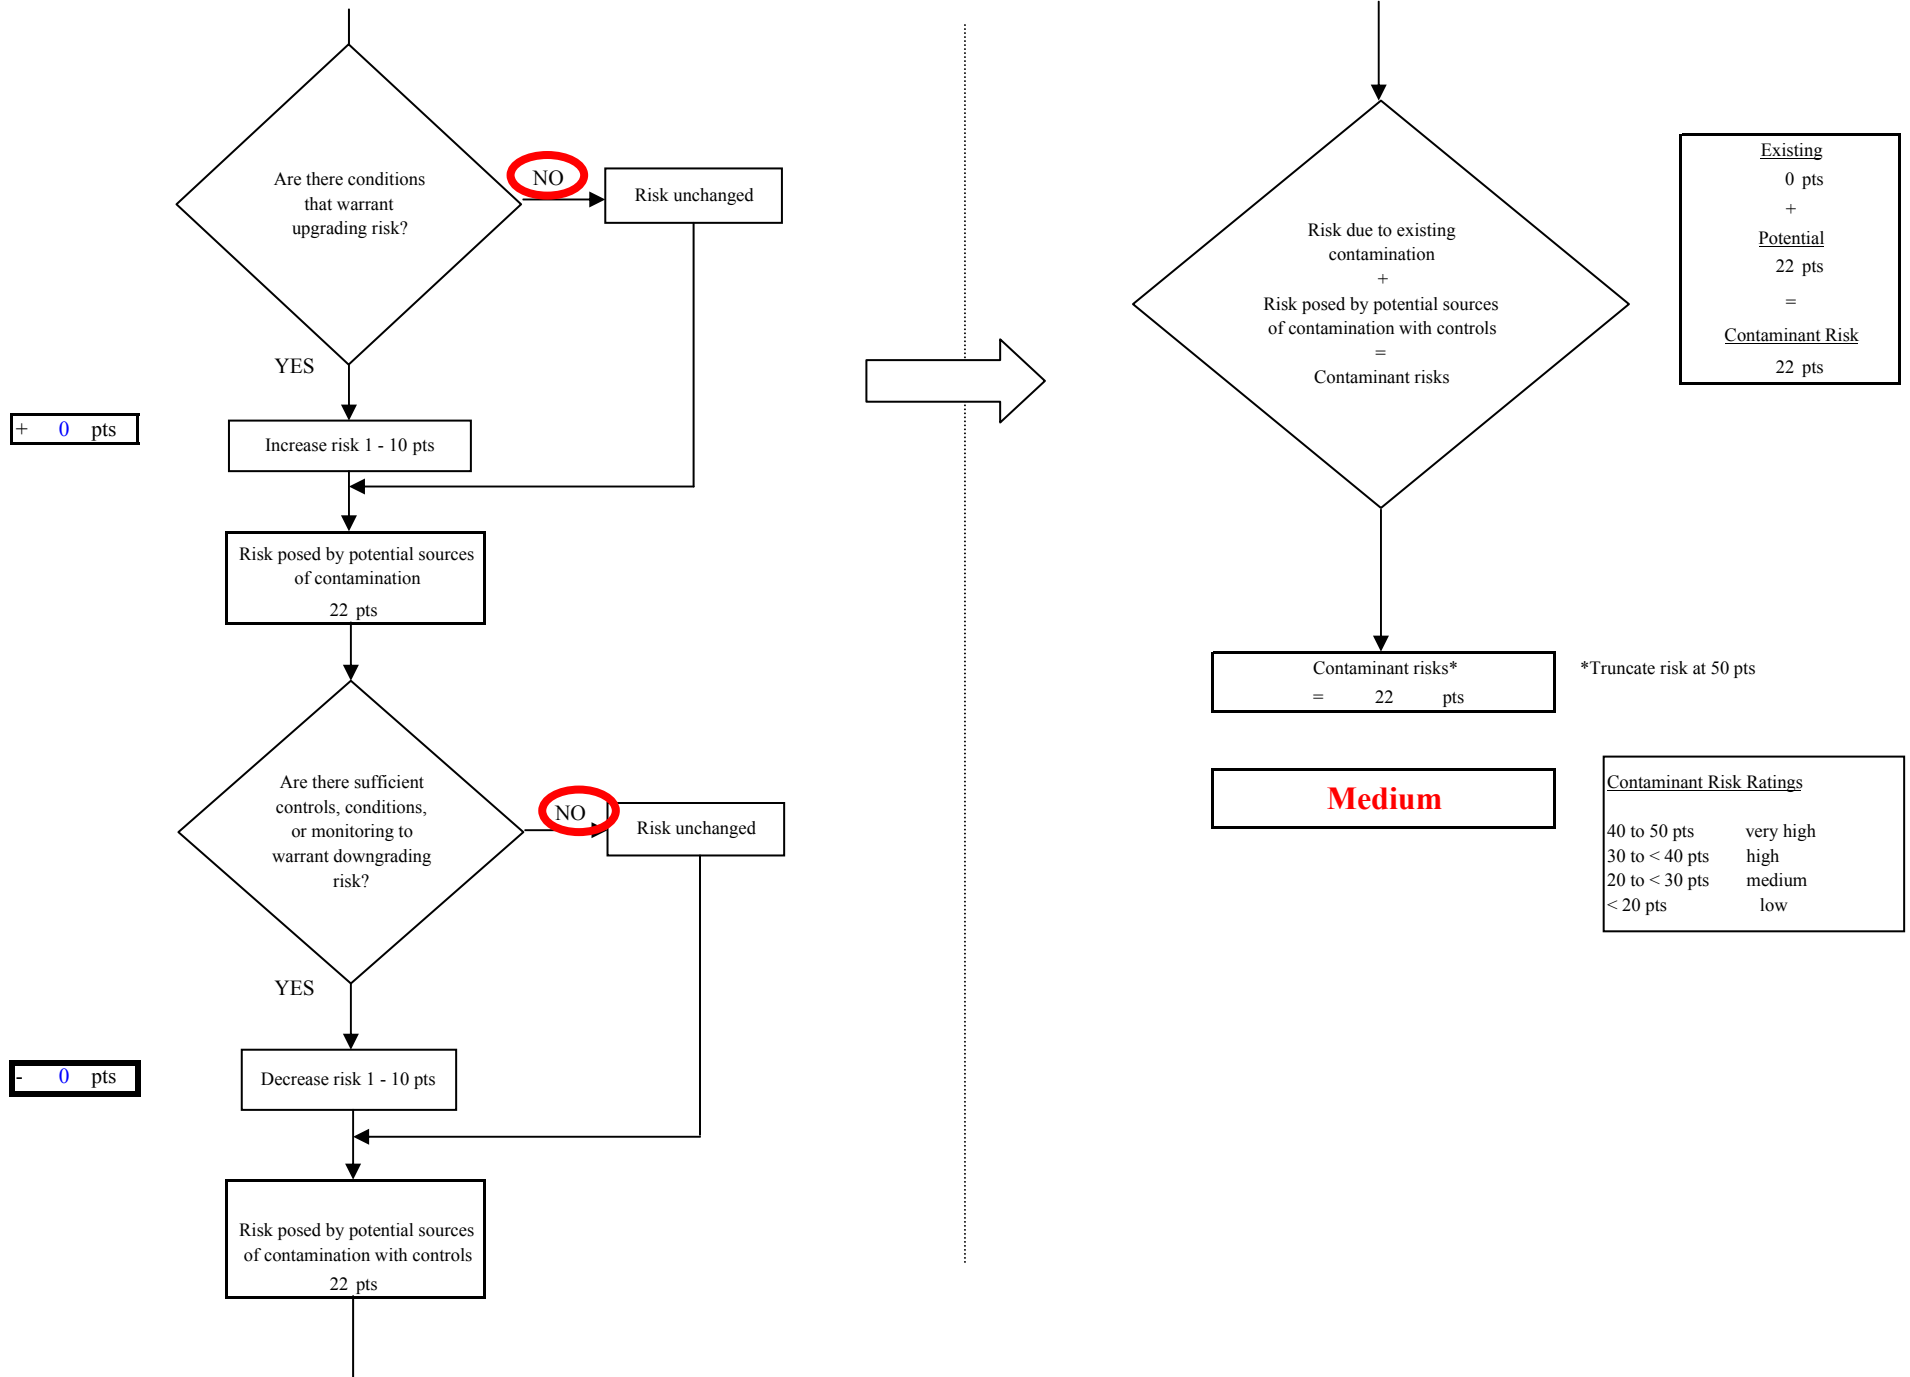 Are there conditions
that warrant
upgrading risk?
NO
Risk unchanged
YES
+ 0 pts
Increase risk 1 - 10 pts
Risk posed by potential sources
of contamination
22 pts
Are there sufficient
controls, conditions,
or monitoring to
warrant downgrading
risk?
NO
Risk unchanged
YES
- 0 pts
Decrease risk 1 - 10 pts
Risk posed by potential sources
of contamination with controls
22 pts
Risk due to existing
contamination
+
Risk posed by potential sources
of contamination with controls
=
Contaminant risks
Existing
0 pts
+
Potential
22 pts
=
Contaminant Risk
22 pts
Contaminant risks*
= 22 pts
*Truncate risk at 50 pts
Medium
Contaminant Risk Ratings
40 to 50 pts very high
30 to < 40 pts high
20 to < 30 pts medium
< 20 pts low